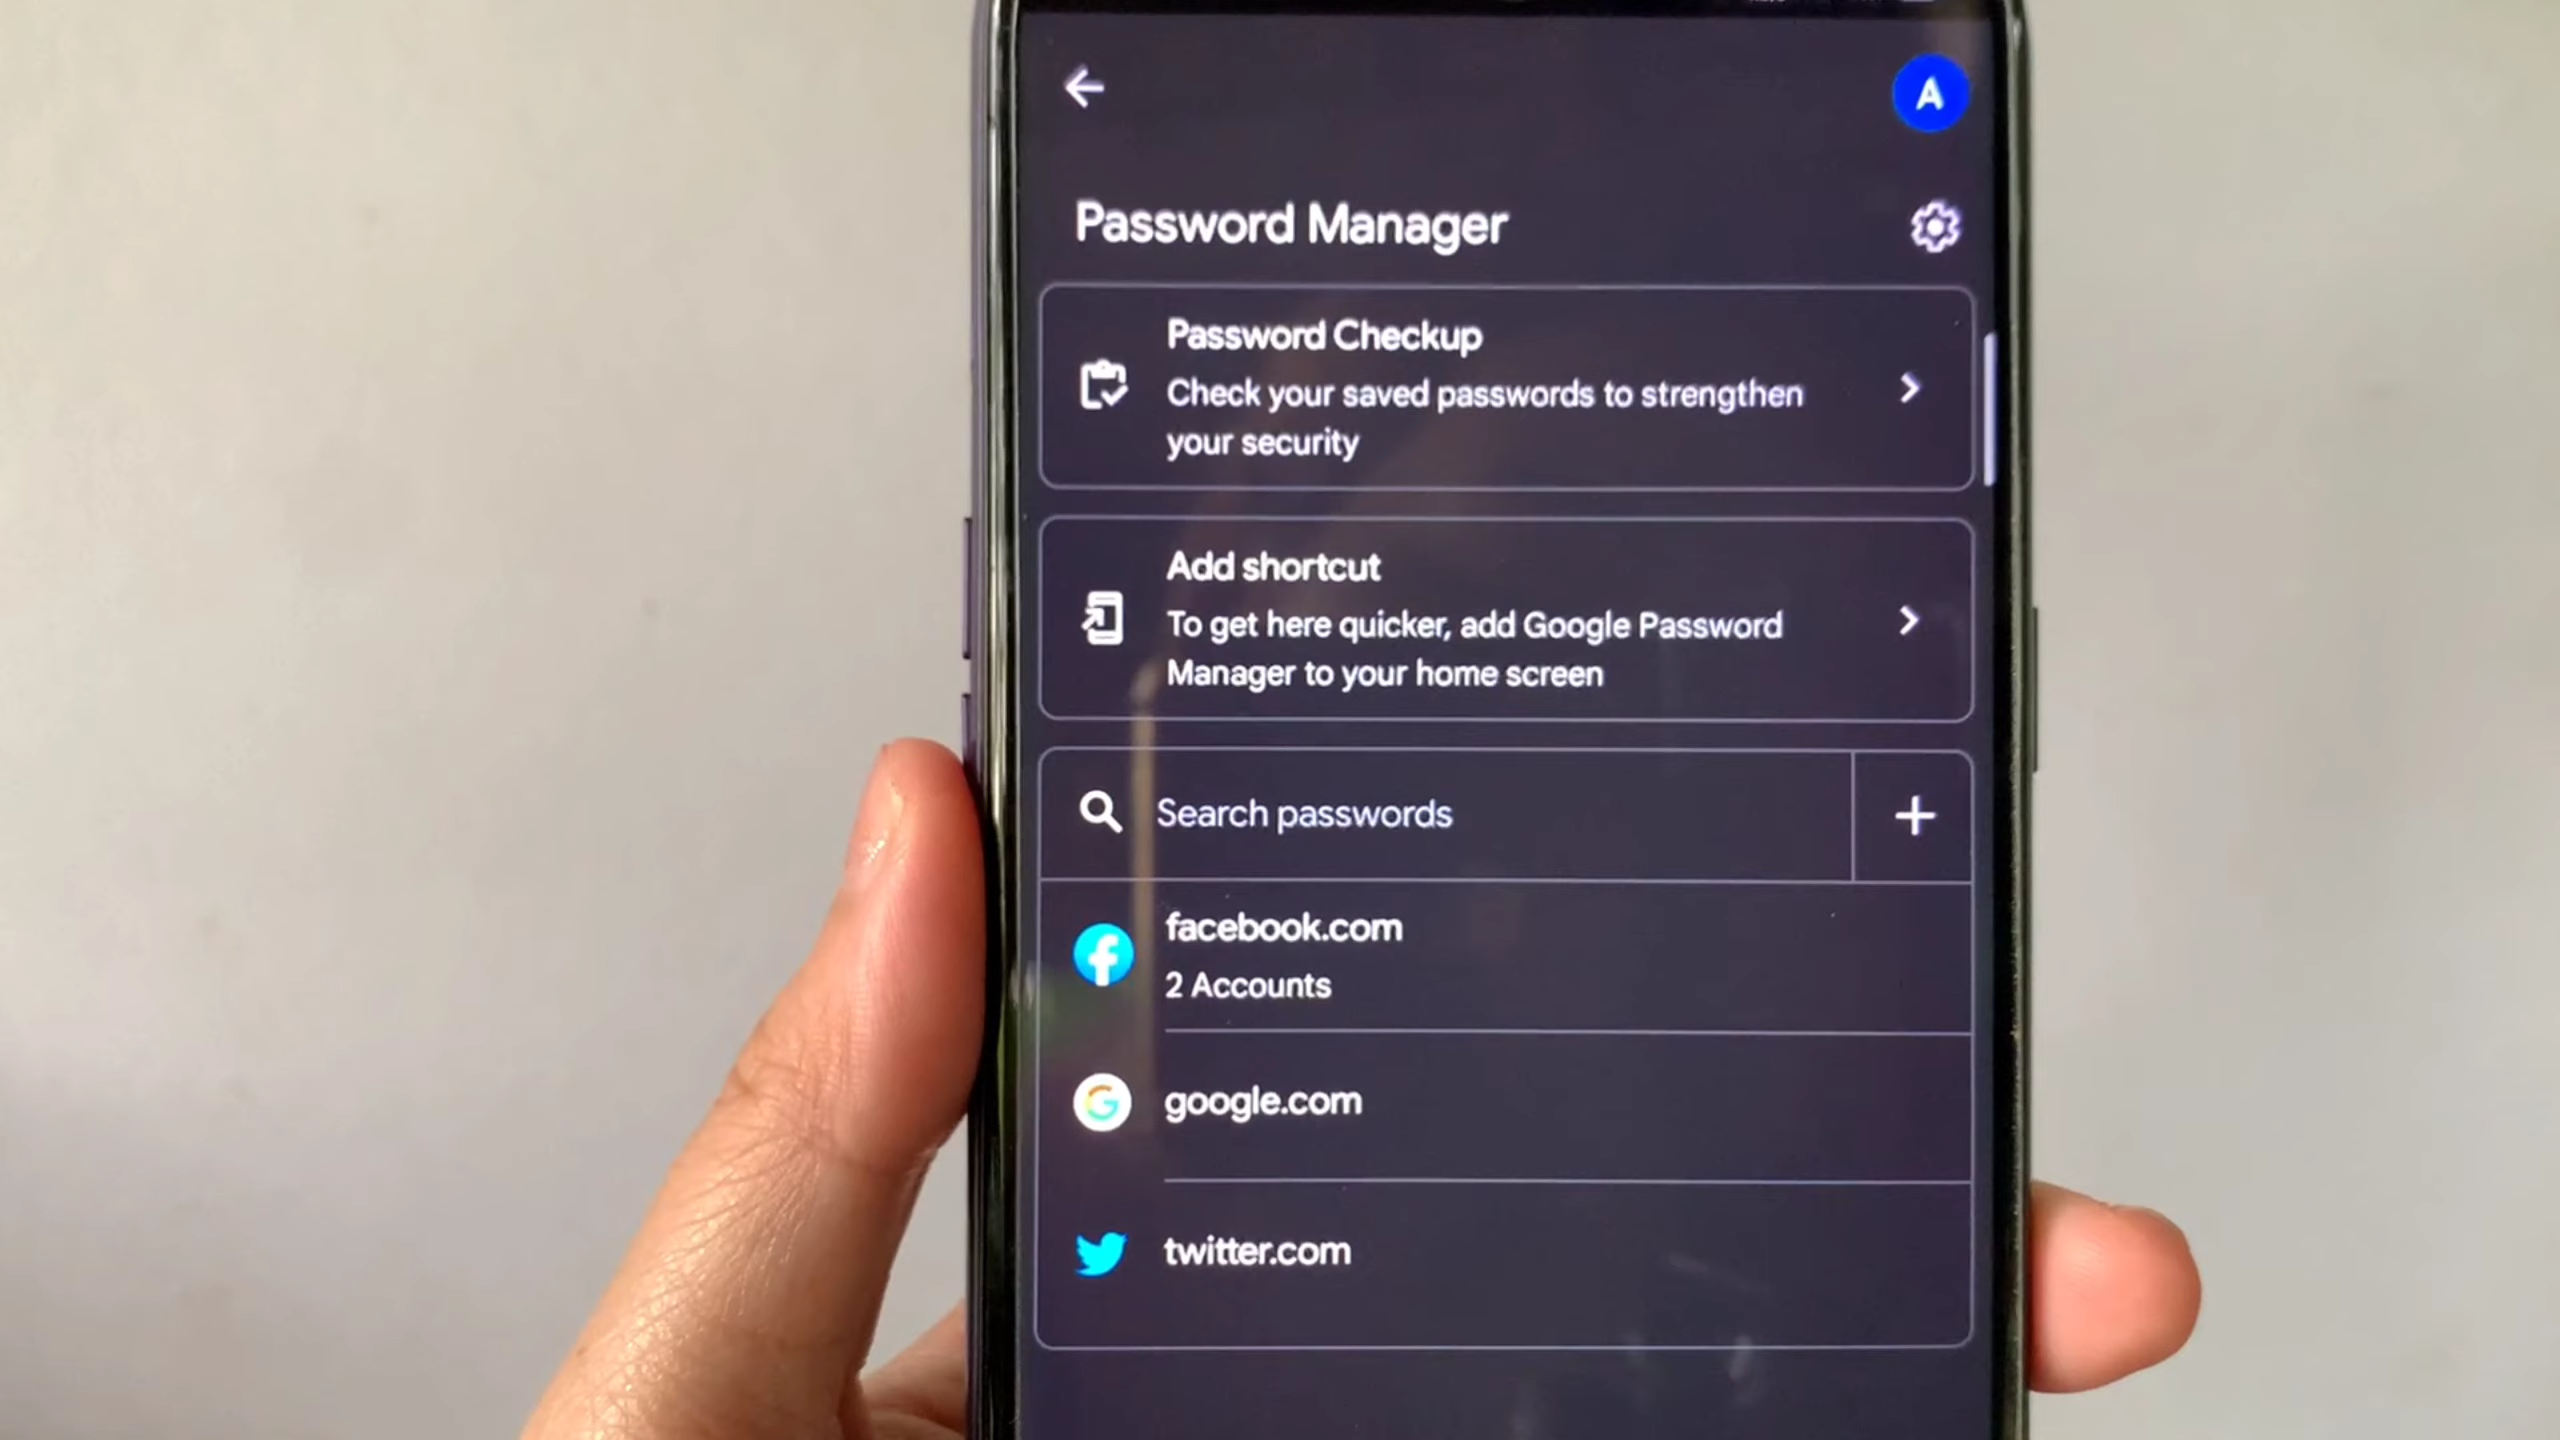 A
Password Manager
Password Checkup
Check your saved passwords to strengthen
your security
Add shortcut
To get here quicker, add Google Password
Manager to your home screen
Search passwords
facebook.com
2 Accounts
google.com
twitter.com